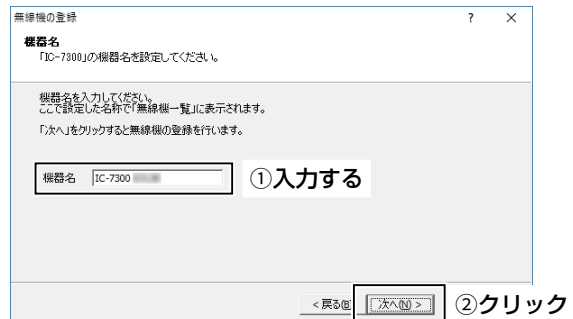 無線機の登録 ? ×
機器名
「IC-7300」の機器名を設定してください。
機器名を入力してください。
ここで設定した名称で「無線機一覧」に表示されます。
「次へ」をクリックすると無線機の登録を行います。
機器名 IC-7300
①入力する
< 戻る(B) 次へ(N) >
②クリック